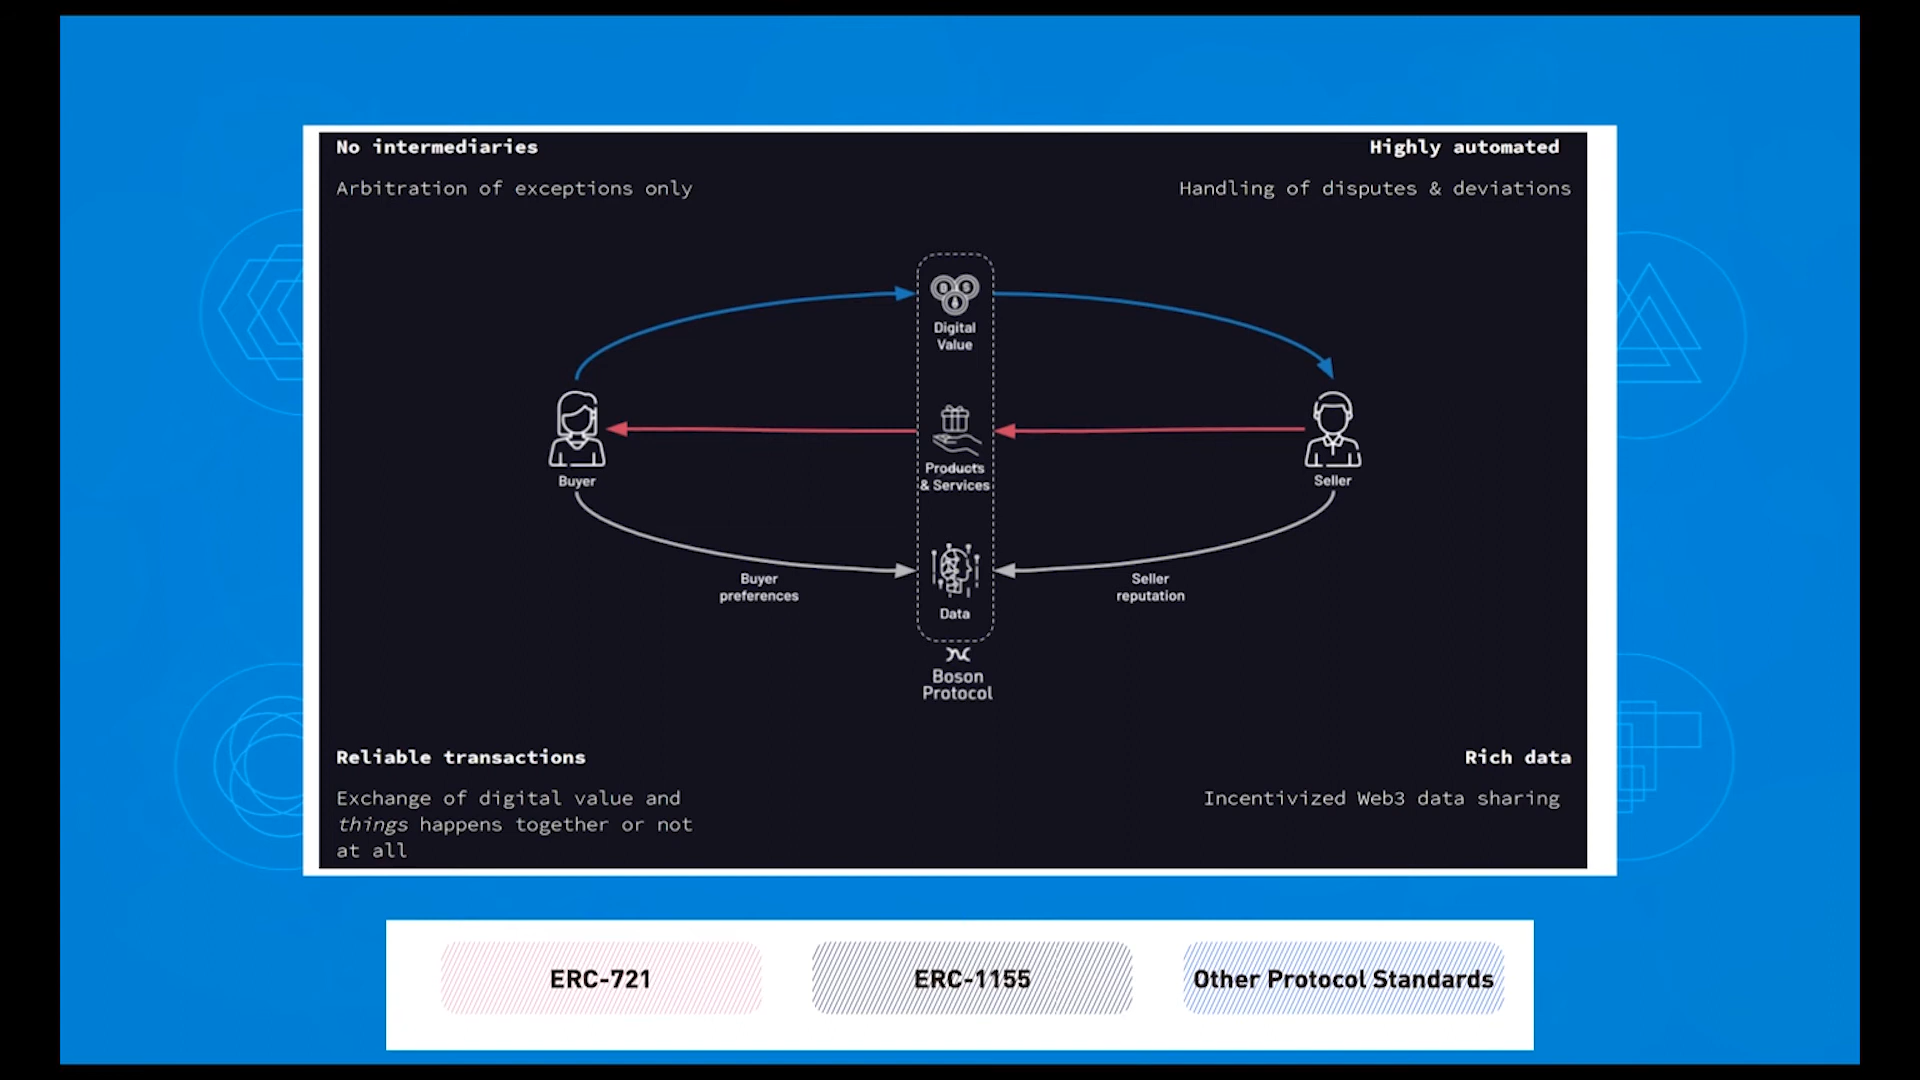 No intermediaries
Highly automated
Arbitration of exceptions only
Handling of disputes & deviations
Digital
Value
Products
& Services
Buyer
Seller
Buyer
preferences
Seller
reputation
Data
Boson
Protocol
Reliable transactions
Rich data
Exchange of digital value and
things happens together or not
at all
Incentivized Web3 data sharing
ERC-721
ERC-1155
Other Protocol Standards